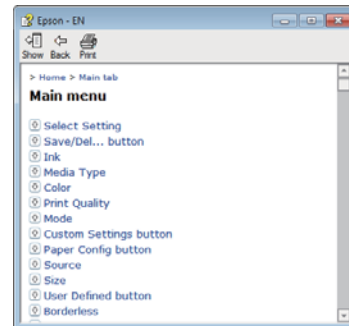 Epson - EN
Show Back Print
> Home > Main tab
Main menu
Select Setting
Save/Del... button
Ink
Media Type
Color
Print Quality
Mode
Custom Settings button
Paper Config button
Source
Size
User Defined button
Borderless